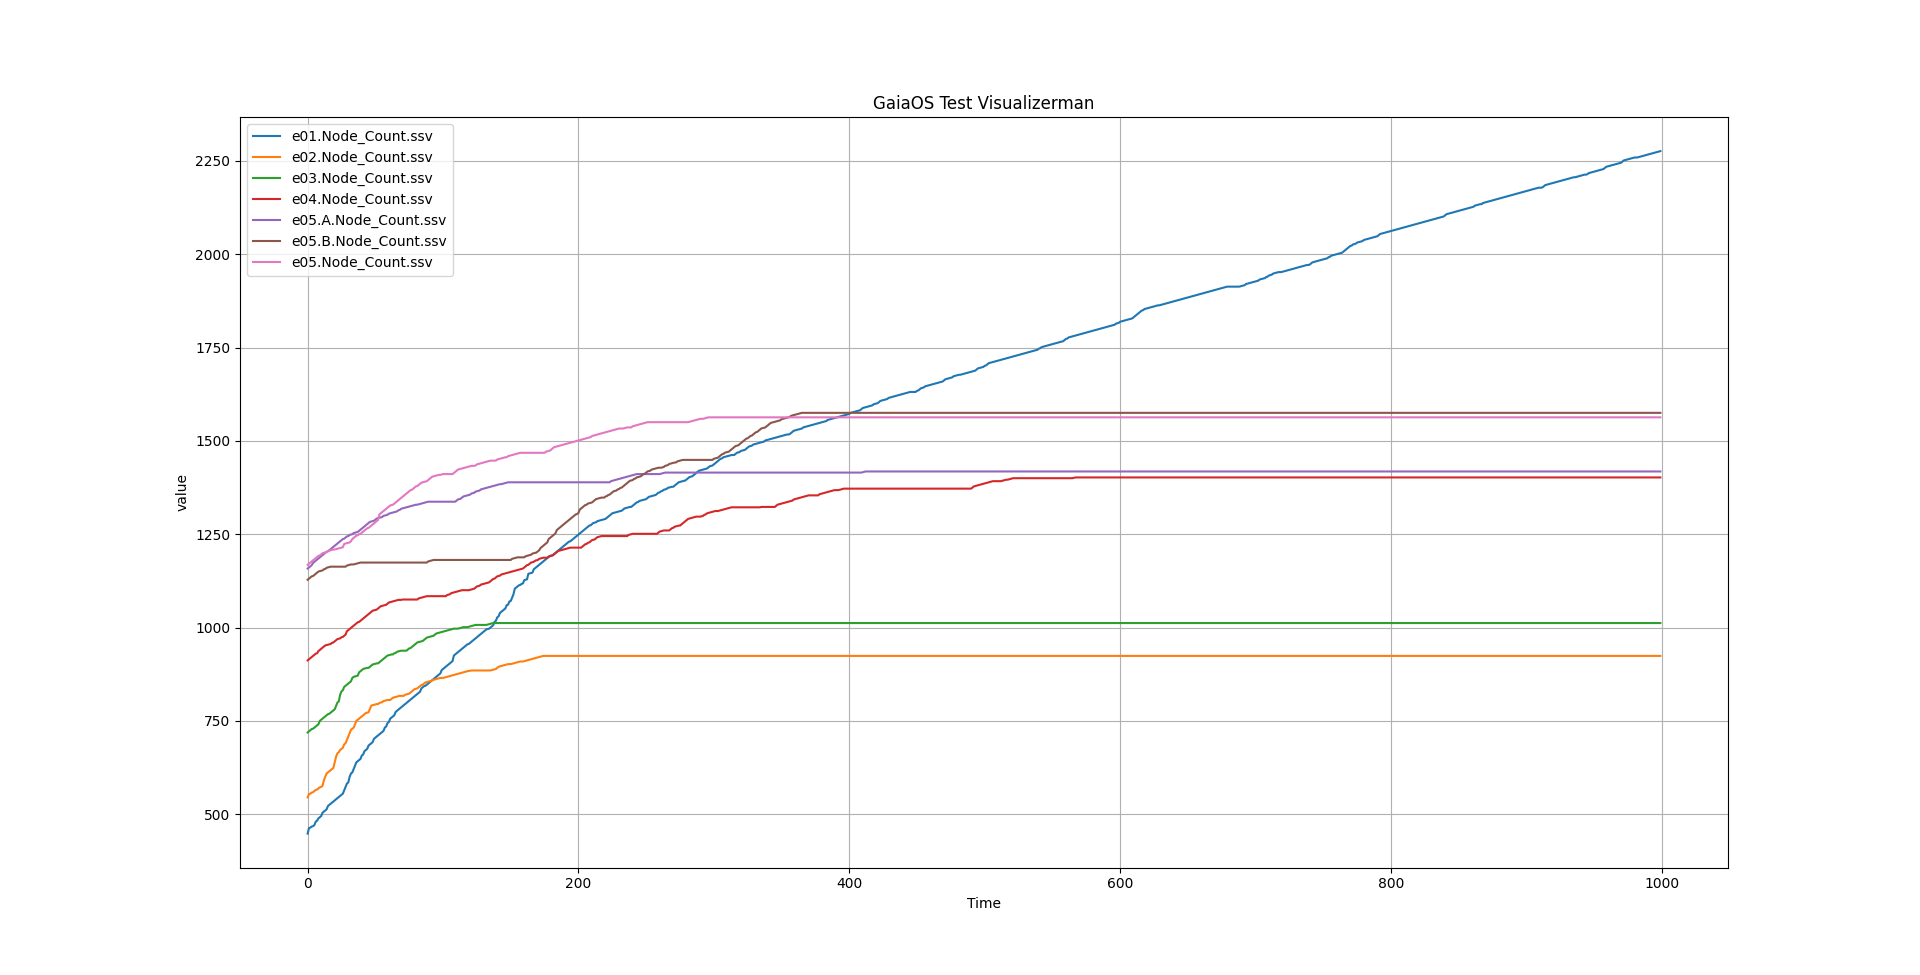 GaiaOS Test Visualizerman
e01.Node_Count.ssv
e02.Node_Count.ssv
e03.Node_Count.ssv
e04.Node_Count.ssv
e05.A.Node_Count.ssv
e05.B.Node_Count.ssv
e05.Node_Count.ssv
value
2250
2000
1750
1500
1250
1000
750
500
0 200 400 600 800 1000
Time